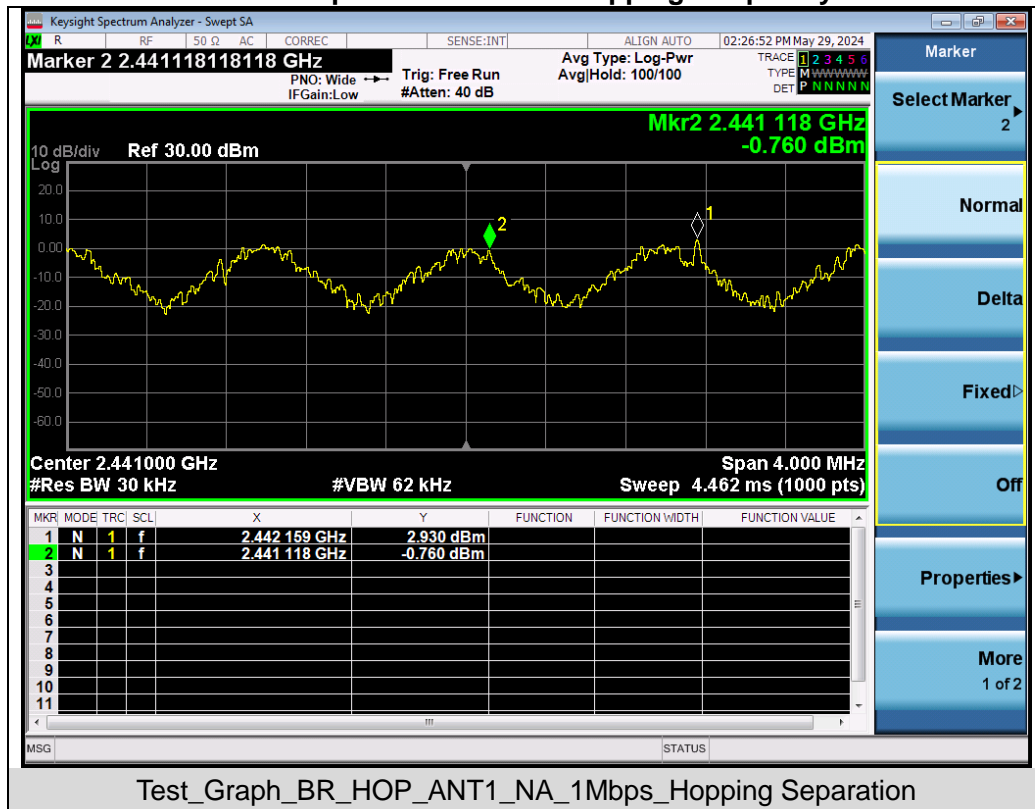 Keysight Spectrum Analyzer - Swept SA
LXI R RF 50 Ω AC CORREC SENSE:INT ALIGN AUTO 02:26:52 PM May 29, 2024
Marker 2 2.441118118118 GHz
PNO: Wide
IFGain:Low
Trig: Free Run
#Atten: 40 dB
Avg Type: Log-Pwr
Avg|Hold: 100/100
TRACE 1 2 3 4 5 6
TYPE M WWWWW
DET P N N N N N
Mkr2 2.441 118 GHz
-0.760 dBm
10 dB/div Ref 30.00 dBm
Log
20.0
10.0
0.00
-10.0
-20.0
-30.0
-40.0
-50.0
-60.0
2
1
Center 2.441000 GHz Span 4.000 MHz
#Res BW 30 kHz #VBW 62 kHz Sweep 4.462 ms (1000 pts)
MKR MODE TRC SCL X Y FUNCTION FUNCTION WIDTH FUNCTION VALUE
1 N 1 f 2.442 159 GHz 2.930 dBm
2 N 1 f 2.441 118 GHz -0.760 dBm
3
4
5
6
7
8
9
10
11
MSG STATUS
Marker
Select Marker
2
Normal
Delta
Fixed
Off
Properties
More
1 of 2
Test_Graph_BR_HOP_ANT1_NA_1Mbps_Hopping Separation